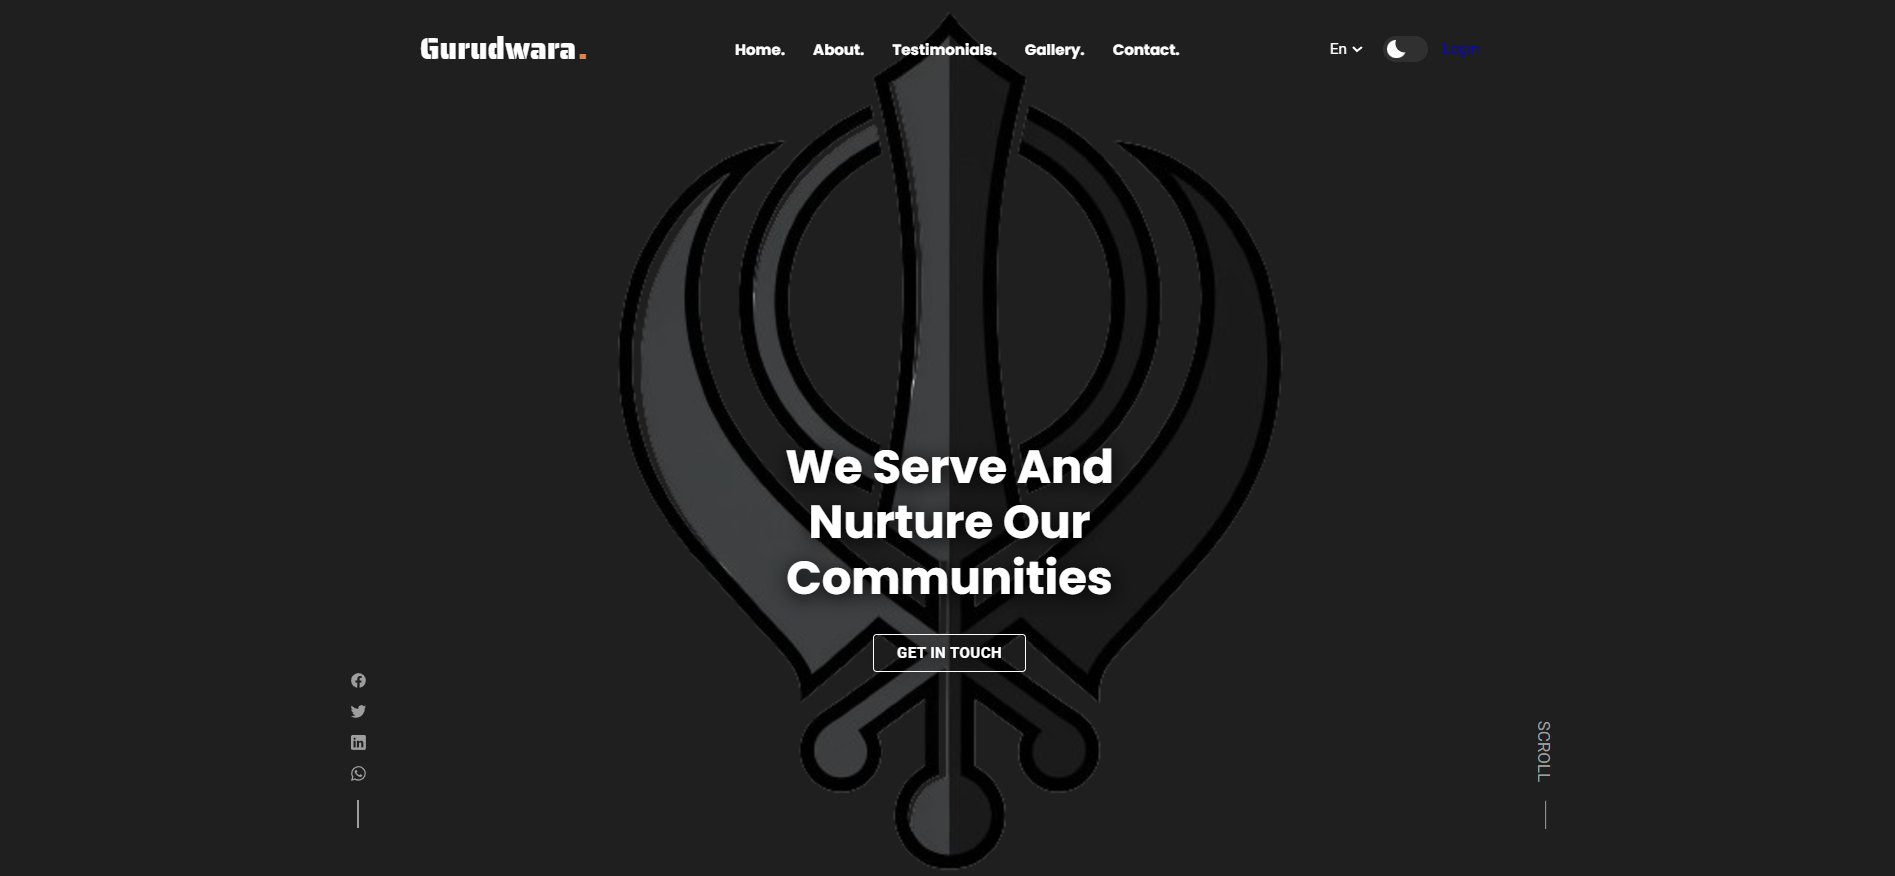 Gurudwara.
Home. About. Testimonials. Gallery. Contact.
En
Login
We Serve And
Nurture Our
Communities
GET IN TOUCH
SCROLL